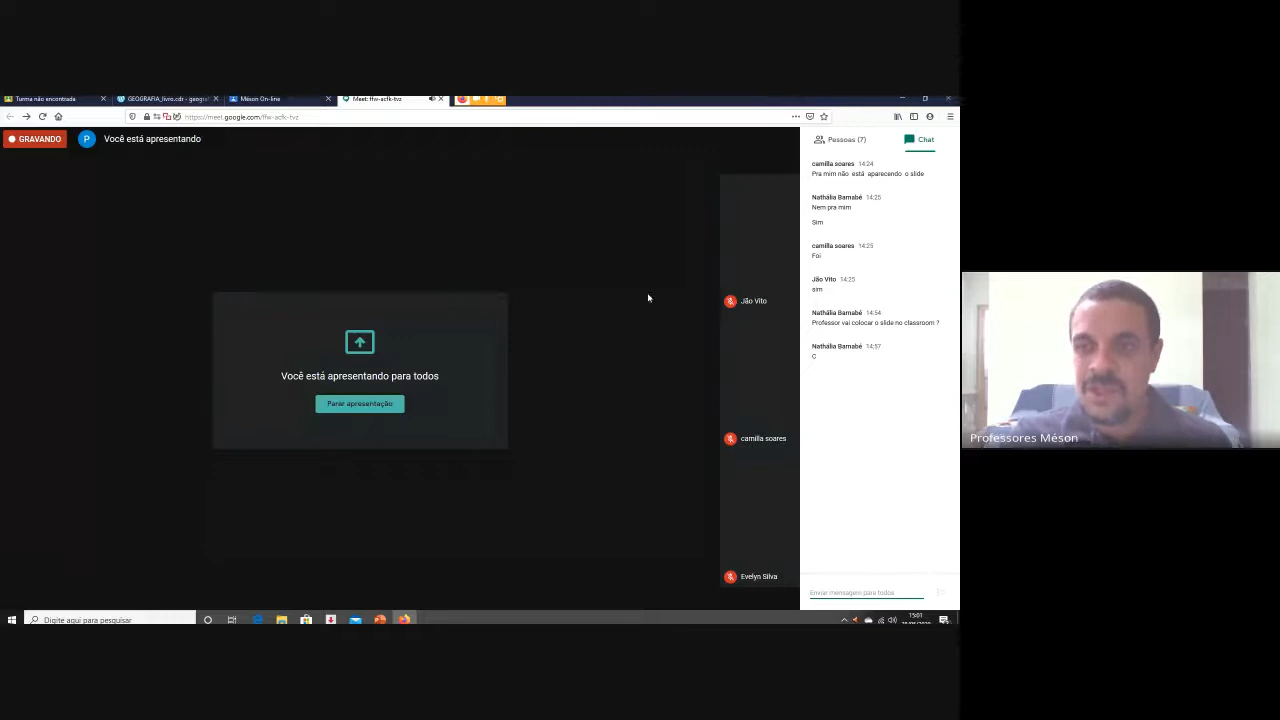 Turma não encontrada
GEOGRAFIA_livro.cdr - geograf
Méson On-line
Meet: ffw-acfk-tvz
https://meet.google.com/ffw-acfk-tvz
GRAVANDO
P
Você está apresentando
Pessoas (7)
Chat
camilla soares 14:24
Pra mim não está aparecendo o slide
Nathália Barnabé 14:25
Nem pra mim
Sim
camilla soares 14:25
Foi
Jão Vito 14:25
sim
Nathália Barnabé 14:54
Professor vai colocar o slide no classroom ?
Nathália Barnabé 14:57
C
Você está apresentando para todos
Parar apresentação
Jão Vito
camilla soares
Evelyn Silva
Professores Méson
Enviar mensagem para todos
Digite aqui para pesquisar
15:01